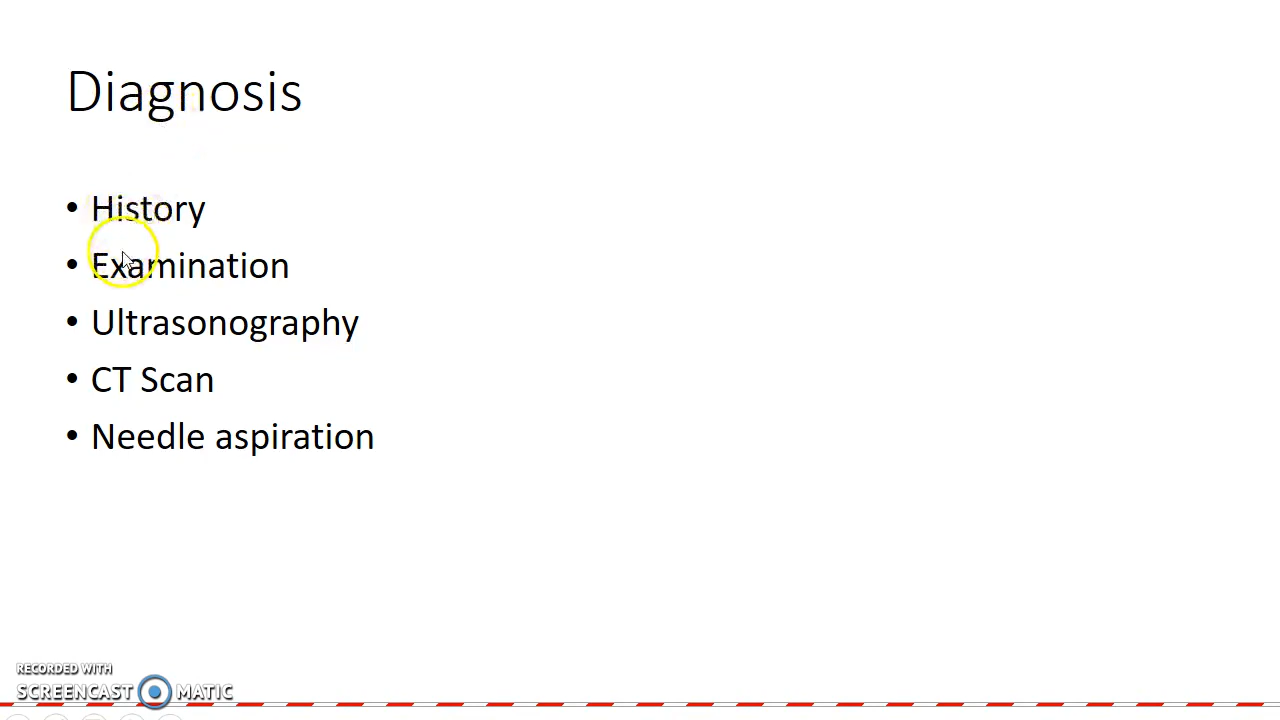 Diagnosis
• History
• Examination
• Ultrasonography
• CT Scan
• Needle aspiration
RECORDED WITH
SCREENCAST MATIC